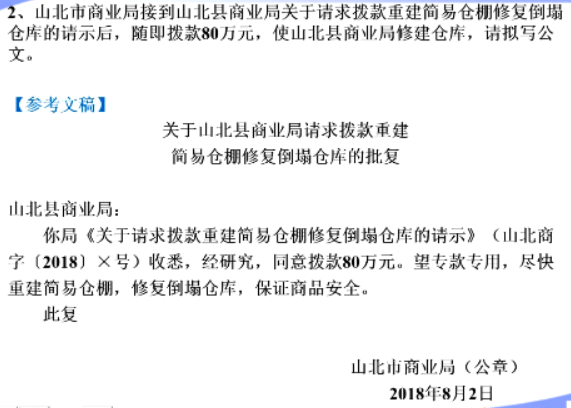 2、山北市商业局接到山北县商业局关于请求拨款重建简易仓棚修复倒塌
仓库的请示后，随即拨款80万元，使山北县商业局修建仓库，请拟写公
文。
【参考文稿】
关于山北县商业局请求拨款重建
简易仓棚修复倒塌仓库的批复
山北县商业局：
你局《关于请求拨款重建简易仓棚修复倒塌仓库的请示》（山北商
字〔2018〕×号）收悉，经研究，同意拨款80万元。望专款专用，尽快
重建简易仓棚，修复倒塌仓库，保证商品安全。
此复
山北市商业局（公章）
2018年8月2日